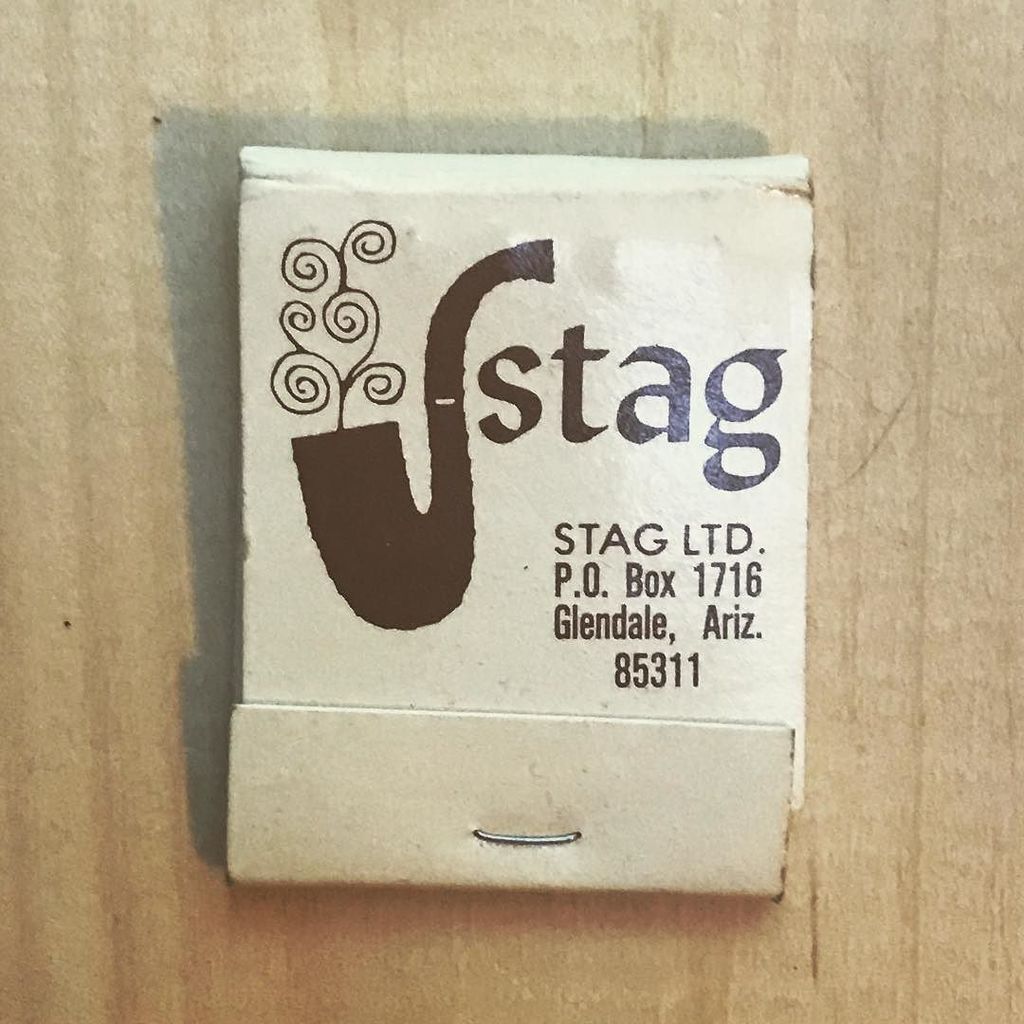 stag
STAG LTD.
P.O. Box 1716
Glendale, Ariz.
85311